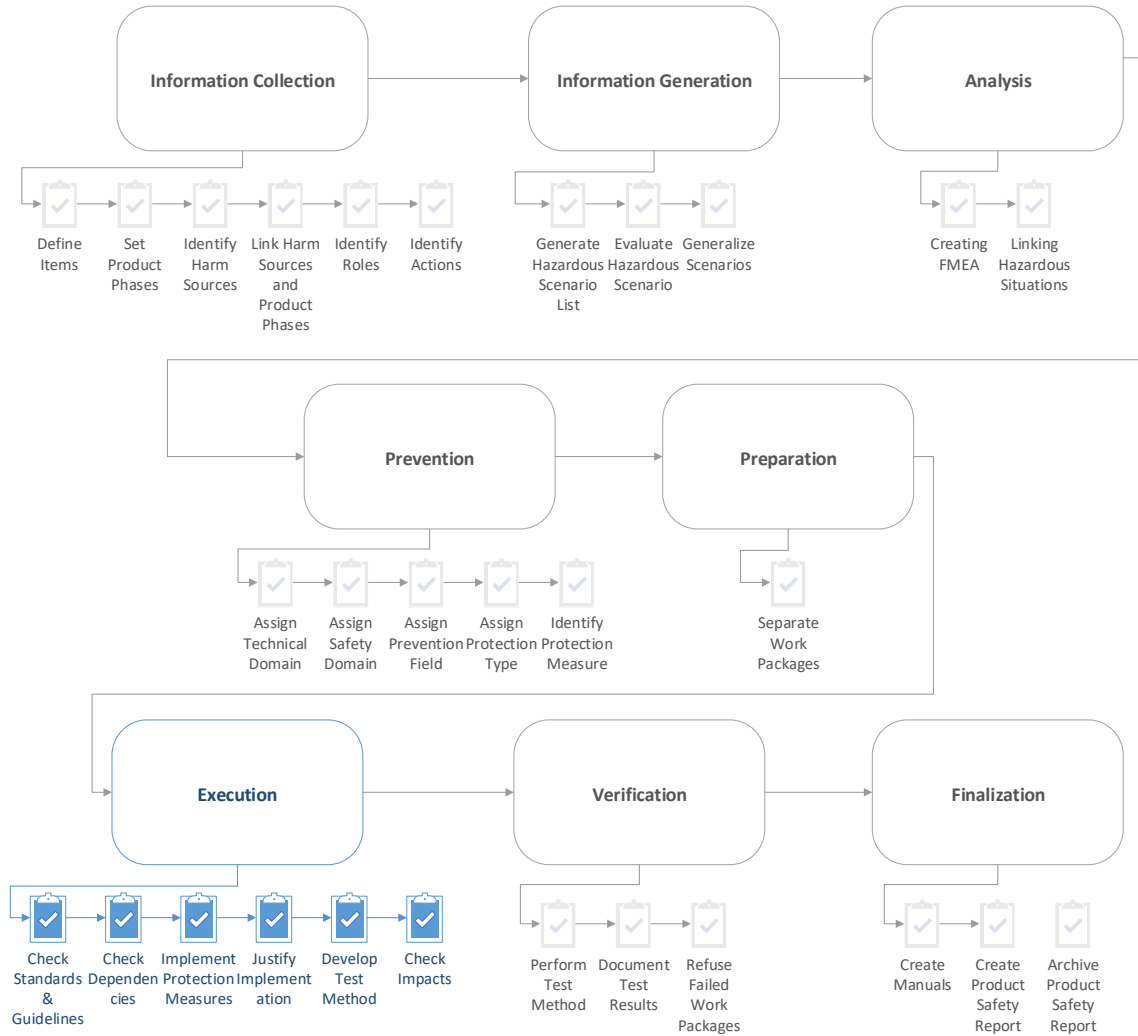 Information Collection
Information Generation
Analysis
Define
Items
Set
Product
Phases
Identify
Harm
Sources
Link Harm
Sources
and
Product
Phases
Identify
Roles
Identify
Actions
Generate
Hazardous
Scenario
List
Evaluate
Hazardous
Scenario
Generalize
Scenarios
Creating
FMEA
Linking
Hazardous
Situations
Prevention
Preparation
Assign
Technical
Domain
Assign
Safety
Domain
Assign
Prevention
Field
Assign
Protection
Type
Identify
Protection
Measure
Separate
Work
Packages
Execution
Verification
Finalization
Check
Standards
&
Guidelines
Check
Dependen
cies
Implement
Protection
Measures
Justify
Implement
ation
Develop
Test
Method
Check
Impacts
Perform
Test
Method
Document
Test
Results
Refuse
Failed
Work
Packages
Create
Manuals
Create
Product
Safety
Report
Archive
Product
Safety
Report